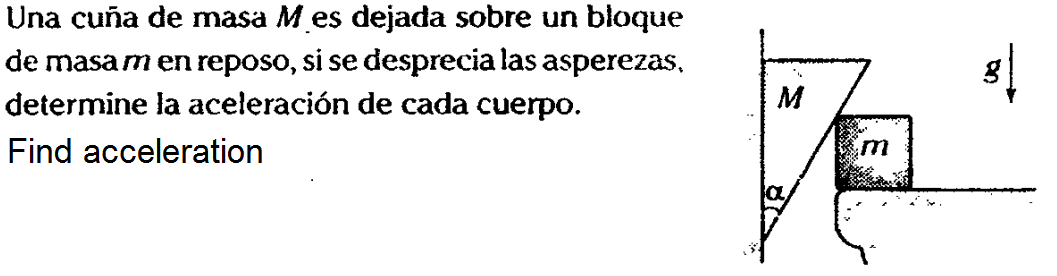 Una cuña de masa M es dejada sobre un bloque
de masa m en reposo, si se desprecia las asperezas,
determine la aceleración de cada cuerpo.
Find acceleration
g
M
m
α